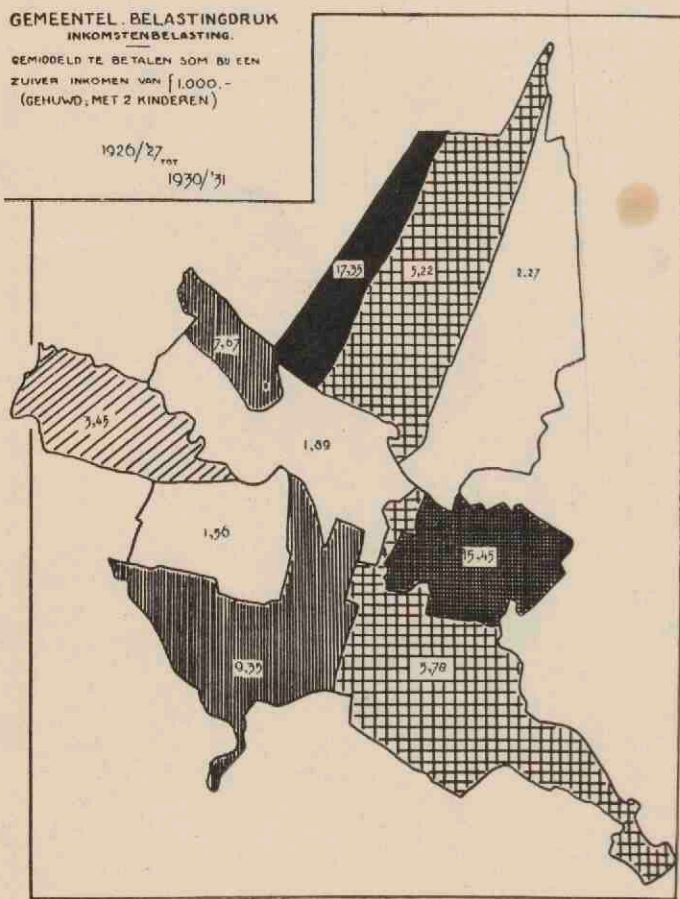 GEMEENTEL. BELASTINGDRUK
INKOMSTENBELASTING.
GEMIDDELD TE BETALEN SOM BIJ EEN
ZUIVER INKOMEN VAN ƒ1.000.-
(GEHUWD; MET 2 KINDEREN)
1926/'27 TOT
1930/'31
17,35
5,22
2,27
7,67
3,45
1,89
1,56
15,45
9,35
5,78